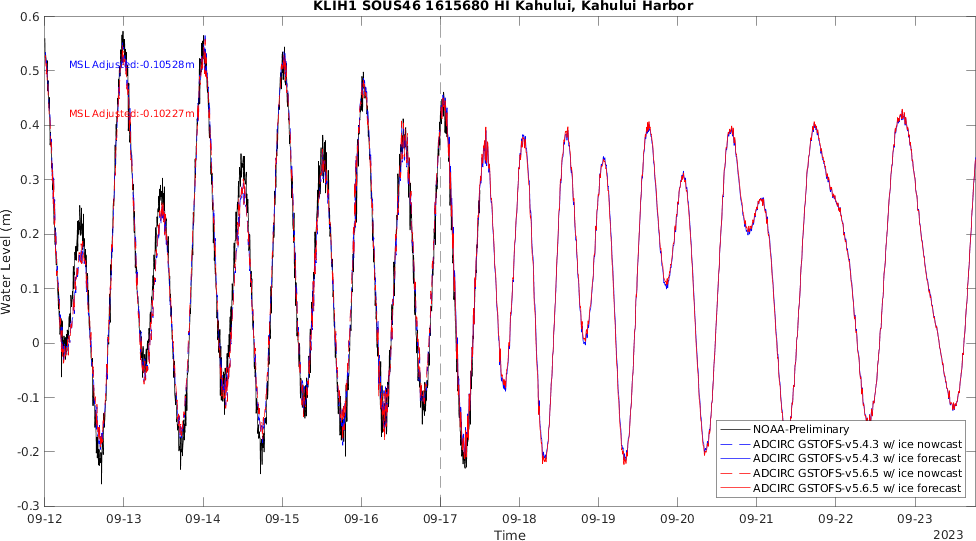 KLIH1 SOUS46 1615680 HI Kahului, Kahului Harbor
0.6
0.5
0.4
0.3
0.2
0.1
0
-0.1
-0.2
-0.3
Water Level (m)
MSL Adjusted:-0.10528m
MSL Adjusted:-0.10227m
NOAA-Preliminary
ADCIRC GSTOFS-v5.4.3 w/ ice nowcast
ADCIRC GSTOFS-v5.4.3 w/ ice forecast
ADCIRC GSTOFS-v5.6.5 w/ ice nowcast
ADCIRC GSTOFS-v5.6.5 w/ ice forecast
09-12 09-13 09-14 09-15 09-16 09-17 09-18 09-19 09-20 09-21 09-22 09-23
Time
2023